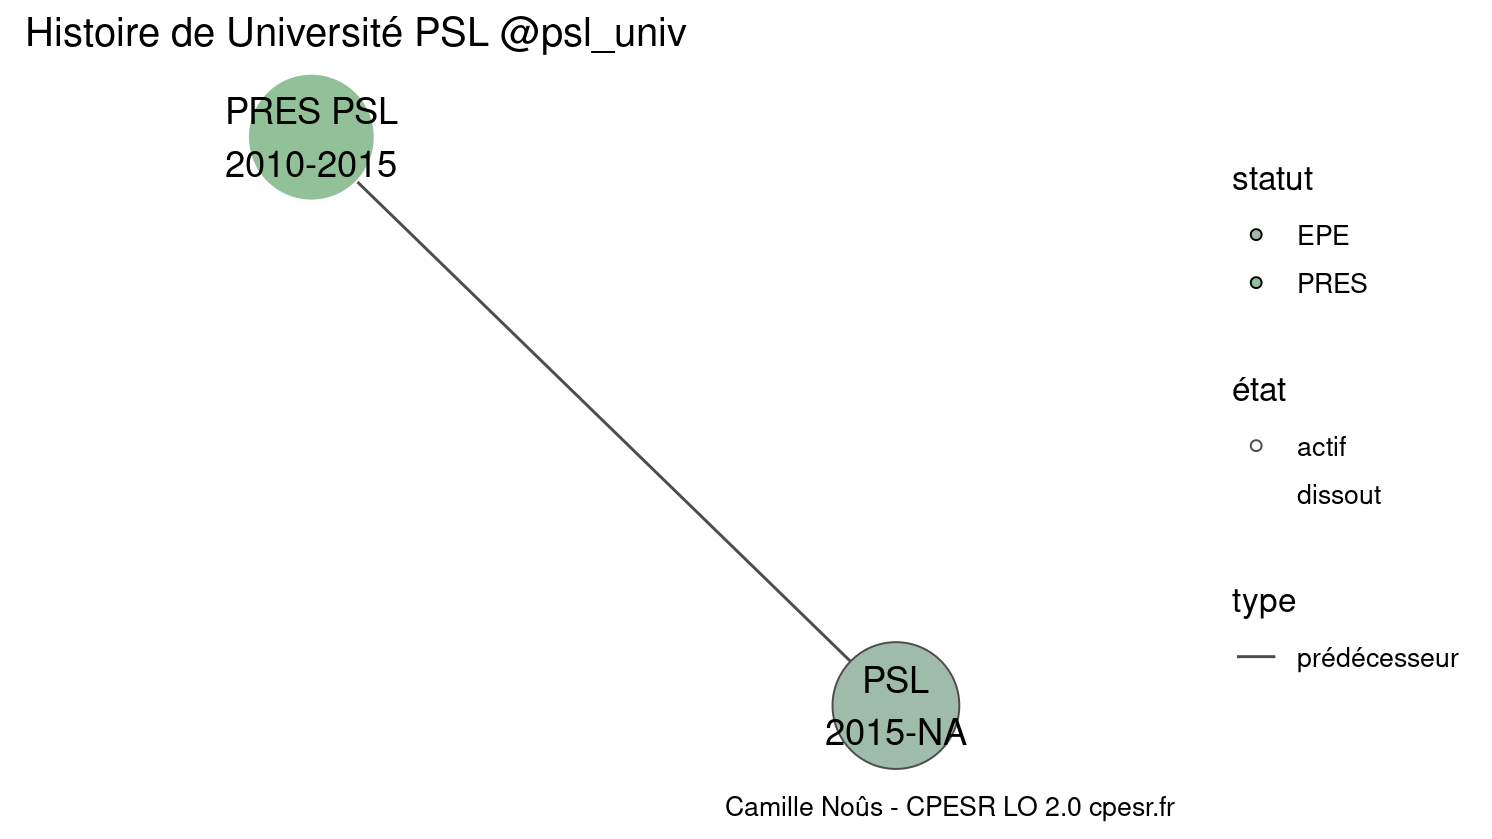 Histoire de Université PSL @psl_univ
PRES PSL
2010-2015
PSL
2015-NA
statut
EPE
PRES
état
actif
dissout
type
prédécesseur
Camille Noûs - CPESR LO 2.0 cpesr.fr